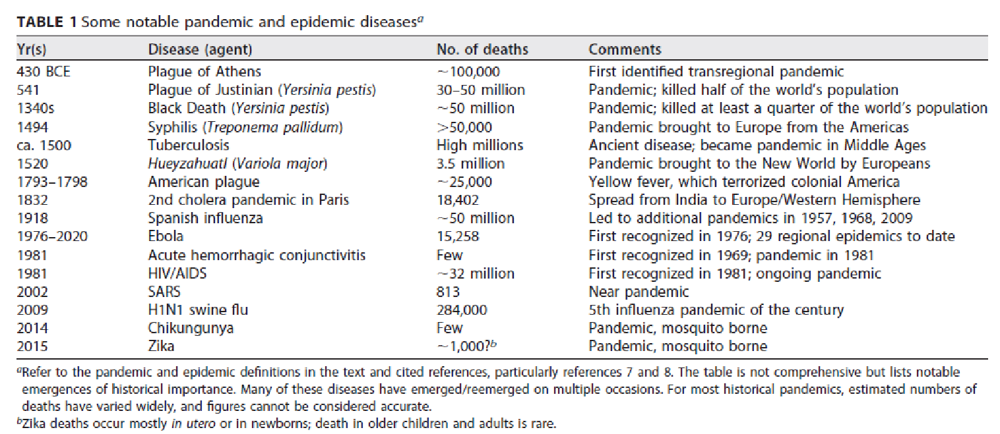 TABLE 1 Some notable pandemic and epidemic diseasesa
Yr(s) Disease (agent) No. of deaths Comments
430 BCE Plague of Athens ~100,000 First identified transregional pandemic
541 Plague of Justinian (Yersinia pestis) 30–50 million Pandemic; killed half of the world's population
1340s Black Death (Yersinia pestis) ~50 million Pandemic; killed at least a quarter of the world's population
1494 Syphilis (Treponema pallidum) >50,000 Pandemic brought to Europe from the Americas
ca. 1500 Tuberculosis High millions Ancient disease; became pandemic in Middle Ages
1520 Hueyzahuatl (Variola major) 3.5 million Pandemic brought to the New World by Europeans
1793–1798 American plague ~25,000 Yellow fever, which terrorized colonial America
1832 2nd cholera pandemic in Paris 18,402 Spread from India to Europe/Western Hemisphere
1918 Spanish influenza ~50 million Led to additional pandemics in 1957, 1968, 2009
1976–2020 Ebola 15,258 First recognized in 1976; 29 regional epidemics to date
1981 Acute hemorrhagic conjunctivitis Few First recognized in 1969; pandemic in 1981
1981 HIV/AIDS ~32 million First recognized in 1981; ongoing pandemic
2002 SARS 813 Near pandemic
2009 H1N1 swine flu 284,000 5th influenza pandemic of the century
2014 Chikungunya Few Pandemic, mosquito borne
2015 Zika ~1,000?b Pandemic, mosquito borne
aRefer to the pandemic and epidemic definitions in the text and cited references, particularly references 7 and 8. The table is not comprehensive but lists notable
emergences of historical importance. Many of these diseases have emerged/reemerged on multiple occasions. For most historical pandemics, estimated numbers of
deaths have varied widely, and figures cannot be considered accurate.
bZika deaths occur mostly in utero or in newborns; death in older children and adults is rare.